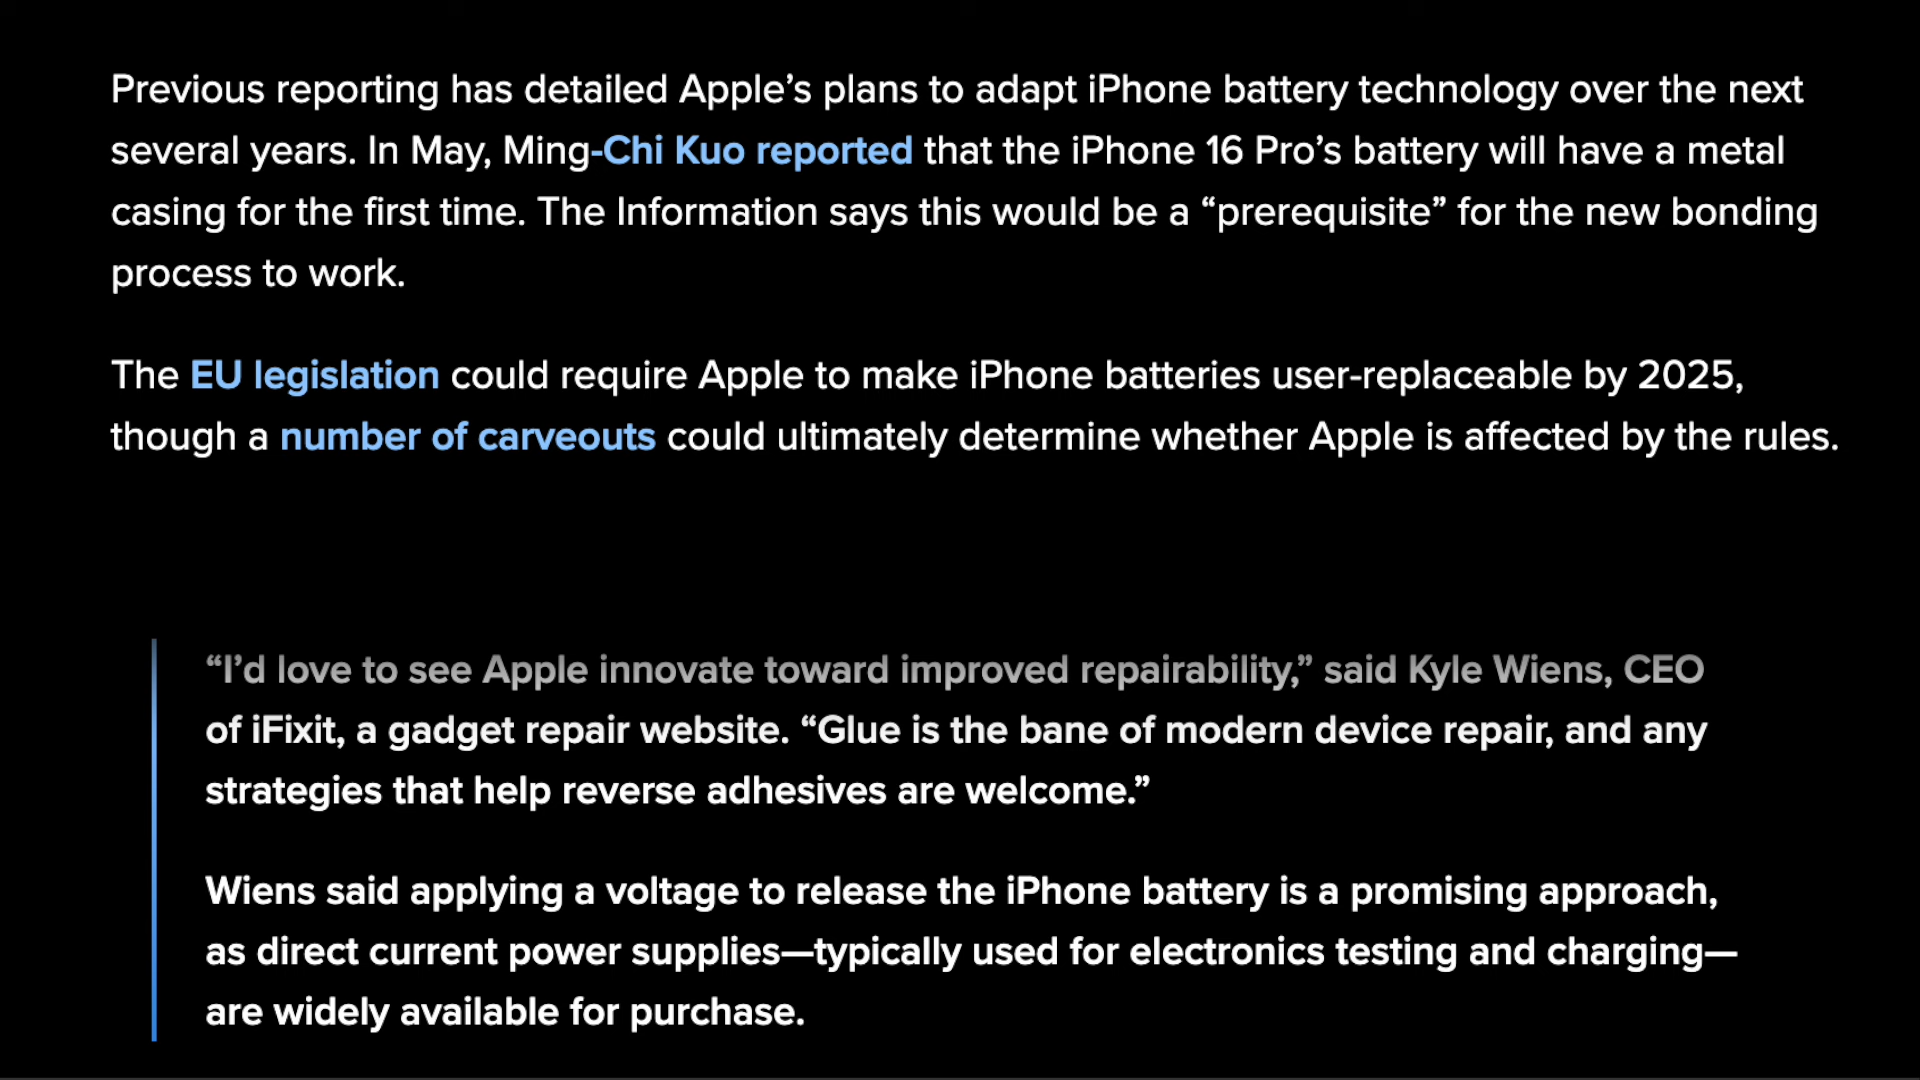 Previous reporting has detailed Apple’s plans to adapt iPhone battery technology over the next
several years. In May, Ming-Chi Kuo reported that the iPhone 16 Pro’s battery will have a metal
casing for the first time. The Information says this would be a “prerequisite” for the new bonding
process to work.
The EU legislation could require Apple to make iPhone batteries user-replaceable by 2025,
though a number of carveouts could ultimately determine whether Apple is affected by the rules.
“I’d love to see Apple innovate toward improved repairability,” said Kyle Wiens, CEO
of iFixit, a gadget repair website. “Glue is the bane of modern device repair, and any
strategies that help reverse adhesives are welcome.”
Wiens said applying a voltage to release the iPhone battery is a promising approach,
as direct current power supplies—typically used for electronics testing and charging—
are widely available for purchase.